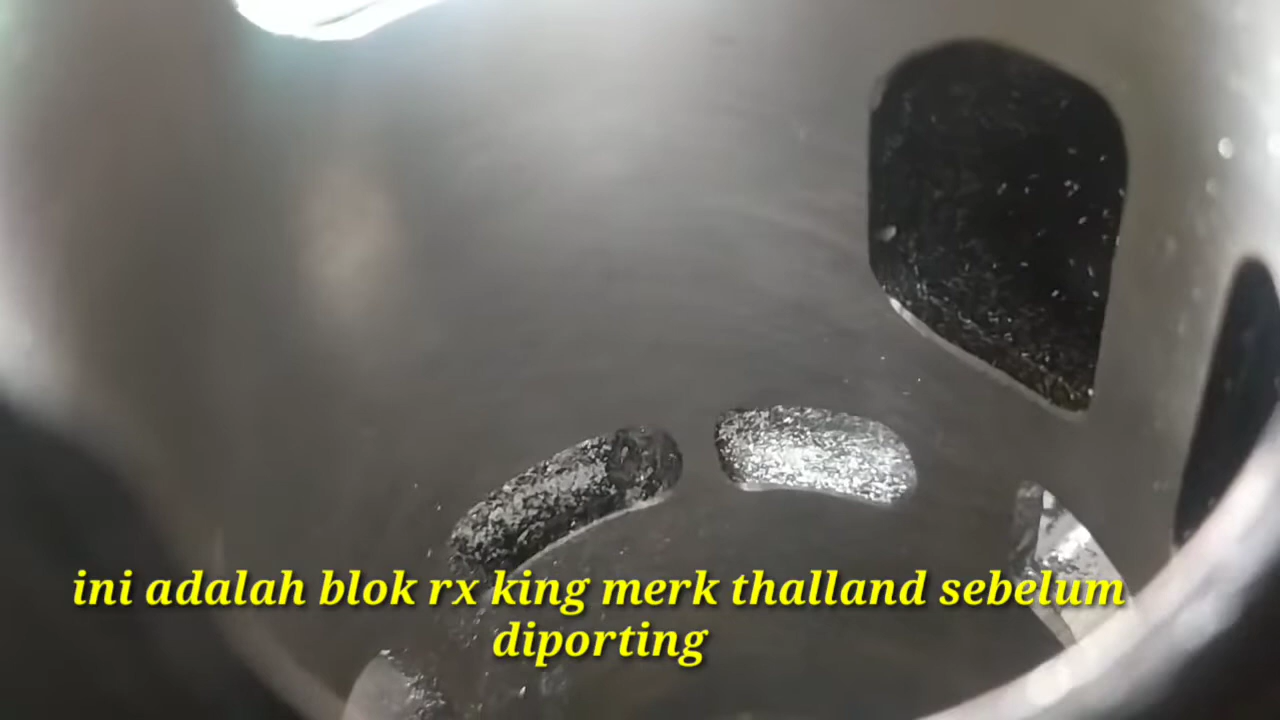 ini adalah blok rx king merk thalland sebelum
diporting